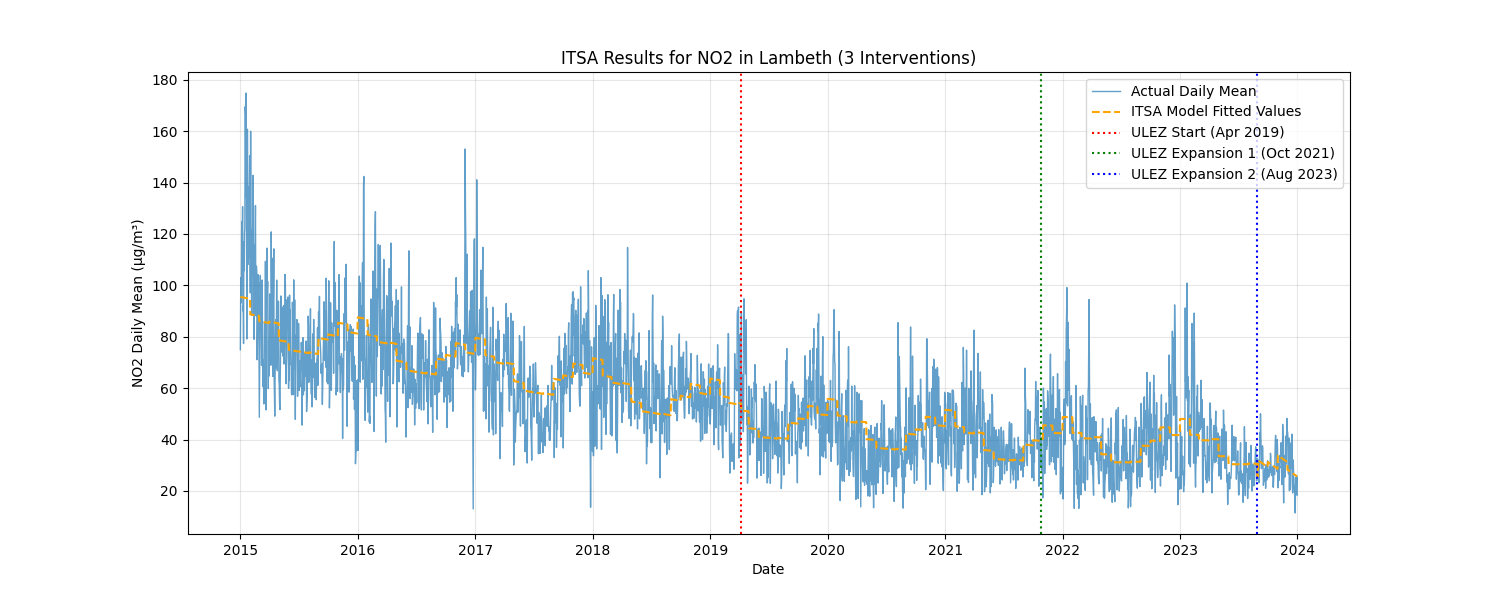 ITSA Results for NO2 in Lambeth (3 Interventions)
NO2 Daily Mean (µg/m³)
180
160
140
120
100
80
60
40
20
Actual Daily Mean
ITSA Model Fitted Values
ULEZ Start (Apr 2019)
ULEZ Expansion 1 (Oct 2021)
ULEZ Expansion 2 (Aug 2023)
2015 2016 2017 2018 2019 2020 2021 2022 2023 2024
Date